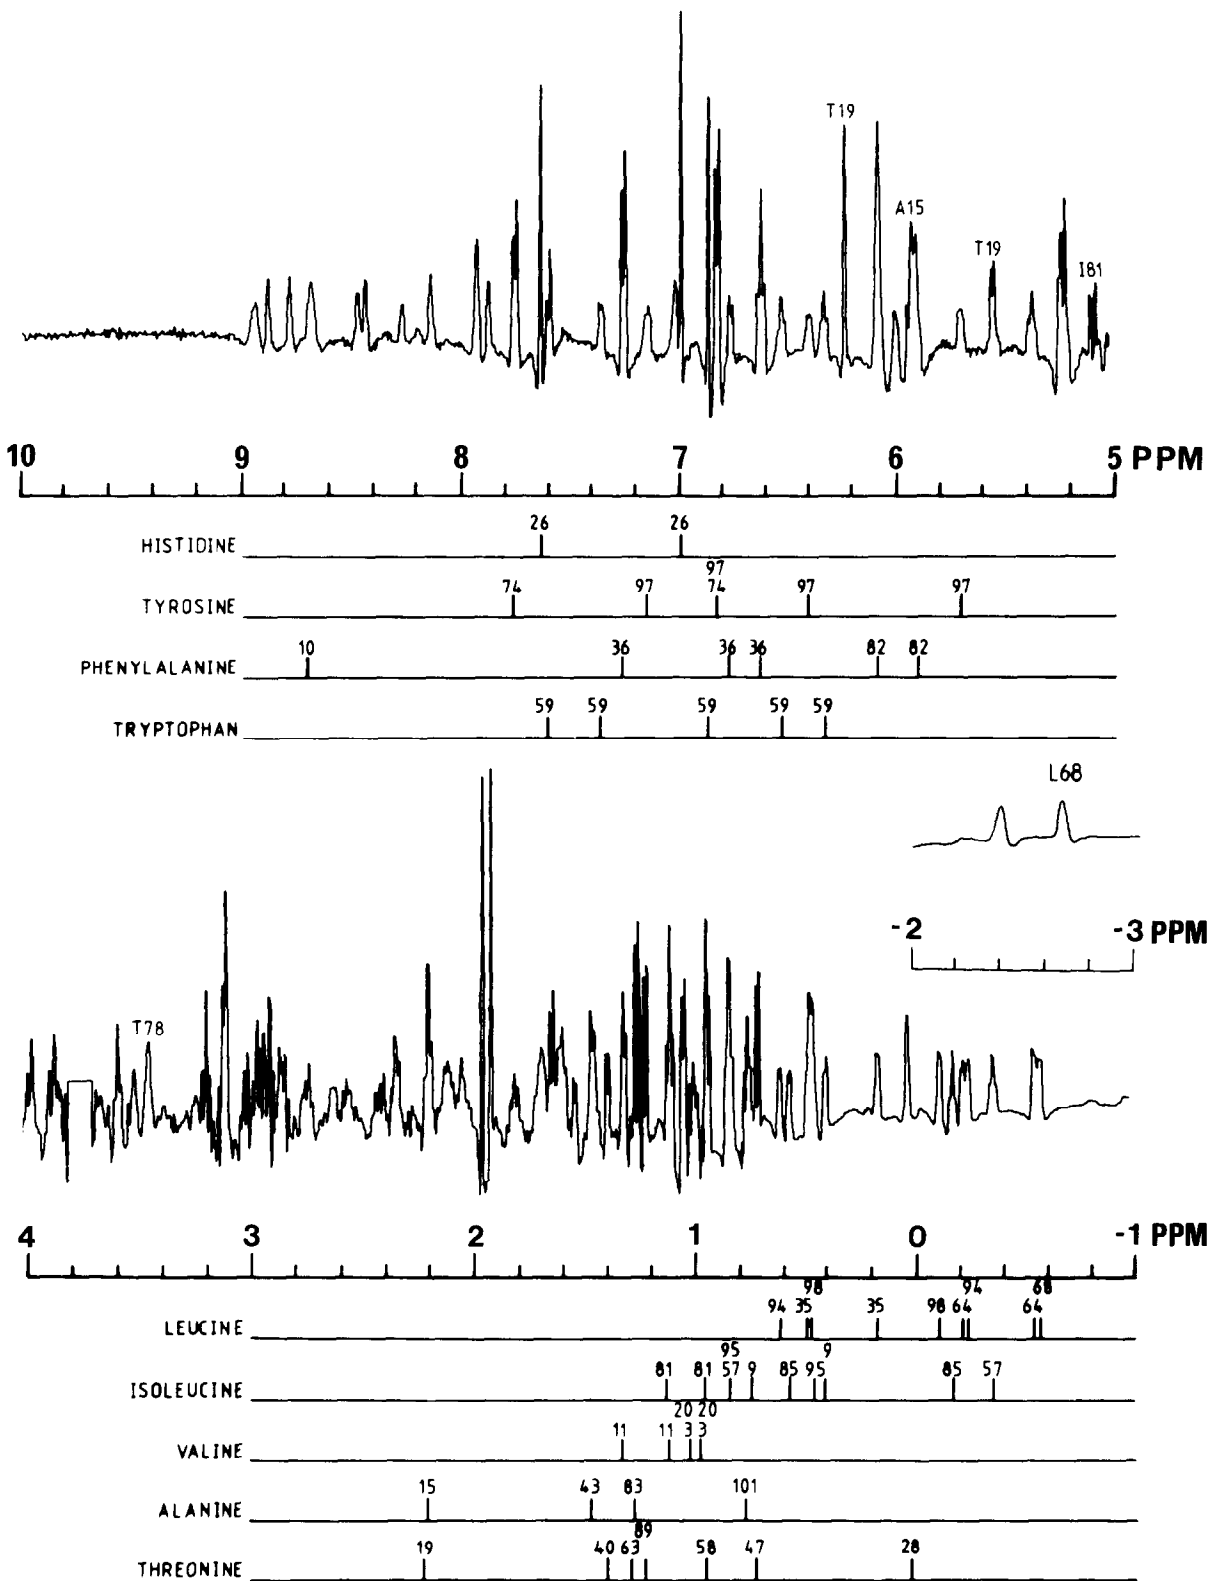 T19
A15
T19
I81
10 9 8 7 6 5 PPM
26 26
HISTIDINE
97
74 97 74 97 97
TYROSINE
10 36 36 36 82 82
PHENYLALANINE
59 59 59 59 59
TRYPTOPHAN
L68
-2 -3 PPM
T78
4 3 2 1 0 -1 PPM
98 94 68
94 35 35 98 64 64
LEUCINE
95 9
81 81 57 9 85 95 85 57
ISOLEUCINE
20 20
11 11 3 3
VALINE
15 43 83 101
ALANINE
89
19 40 63 58 47 28
THREONINE